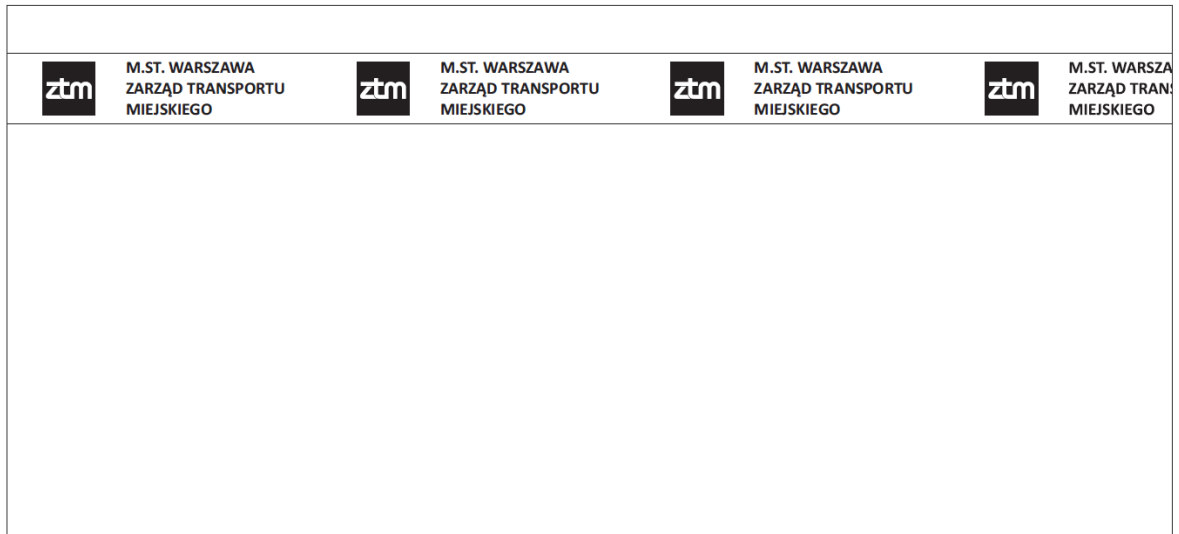 ztm M.ST. WARSZAWA ztm M.ST. WARSZAWA ztm M.ST. WARSZAWA ztm M.ST. WARSZA
ZARZĄD TRANSPORTU ZARZĄD TRANSPORTU ZARZĄD TRANSPORTU ZARZĄD TRANS
MIEJSKIEGO MIEJSKIEGO MIEJSKIEGO MIEJSKIEGO